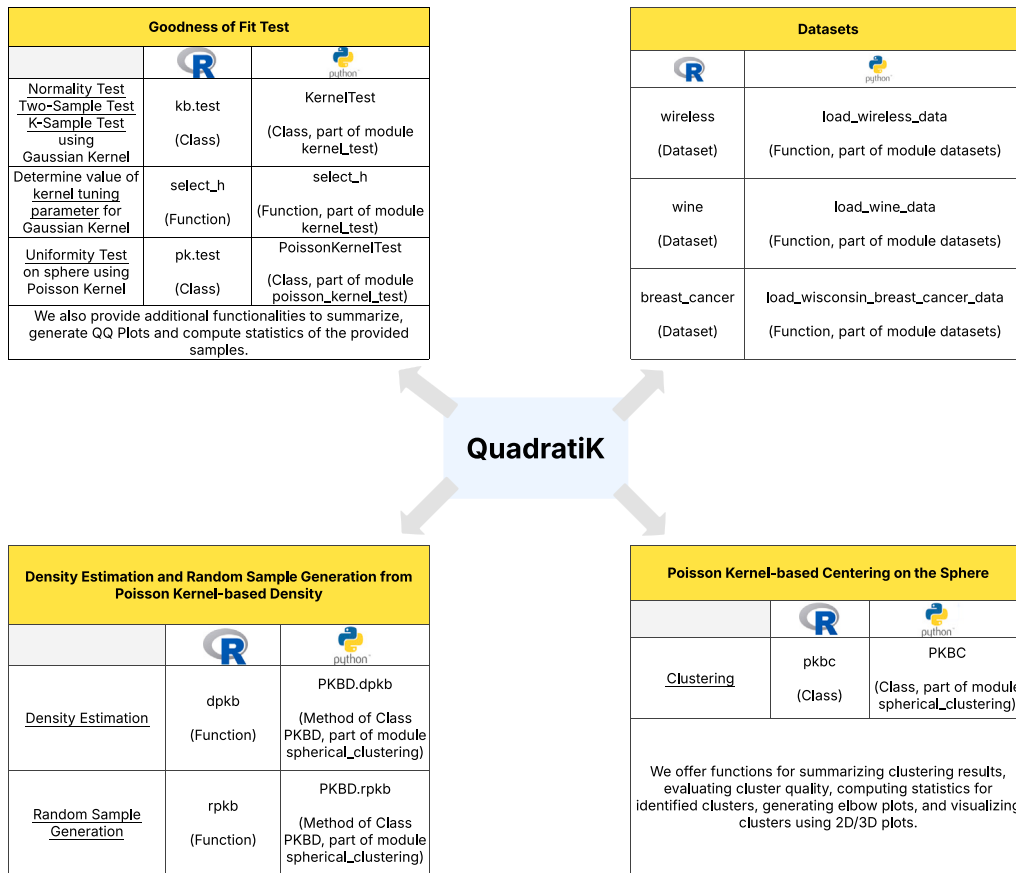 Goodness of Fit Test
R
python
Normality Test
Two-Sample Test
K-Sample Test
using
Gaussian Kernel
kb.test
(Class)
KernelTest
(Class, part of module
kernel_test)
Determine value of
kernel tuning
parameter for
Gaussian Kernel
select_h
(Function)
select_h
(Function, part of module
kernel_test)
Uniformity Test
on sphere using
Poisson Kernel
pk.test
(Class)
PoissonKernelTest
(Class, part of module
poisson_kernel_test)
We also provide additional functionalities to summarize,
generate QQ Plots and compute statistics of the provided
samples.
Datasets
R
python
wireless
(Dataset)
load_wireless_data
(Function, part of module datasets)
wine
(Dataset)
load_wine_data
(Function, part of module datasets)
breast_cancer
(Dataset)
load_wisconsin_breast_cancer_data
(Function, part of module datasets)
QuadratiK
Density Estimation and Random Sample Generation from
Poisson Kernel-based Density
R
python
Density Estimation
dpkb
(Function)
PKBD.dpkb
(Method of Class
PKBD, part of module
spherical_clustering)
Random Sample
Generation
rpkb
(Function)
PKBD.rpkb
(Method of Class
PKBD, part of module
spherical_clustering)
Poisson Kernel-based Centering on the Sphere
R
python
Clustering
pkbc
(Class)
PKBC
(Class, part of module
spherical_clustering)
We offer functions for summarizing clustering results,
evaluating cluster quality, computing statistics for
identified clusters, generating elbow plots, and visualizing
clusters using 2D/3D plots.